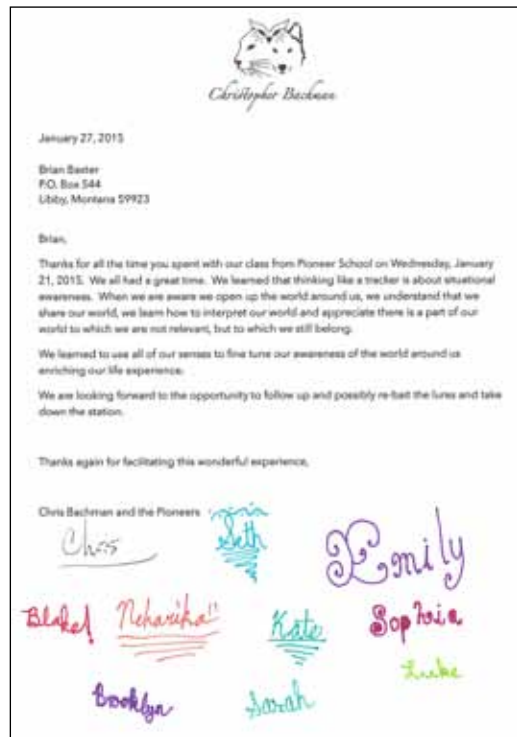 Christopher Bachman
January 27, 2015
Brian Baxter
P.O. Box 544
Libby, Montana 59923
Brian,
Thanks for all the time you spent with our class from Pioneer School on Wednesday, January
21, 2015. We all had a great time. We learned that thinking like a tracker is about situational
awareness. When we are aware we open up the world around us, we understand that we
share our world, we learn how to interpret our world and appreciate there is a part of our
world to which we are not relevant, but to which we still belong.
We learned to use all of our senses to fine tune our awareness of the world around us
enriching our life experience.
We are looking forward to the opportunity to follow up and possibly re-bait the lures and take
down the station.
Thanks again for facilitating this wonderful experience,
Chris Bachman and the Pioneers
Chris
Seth
Emily
Blake!
Neharika!!
Kate
Sophia
Luke
Booklyn
Sarah